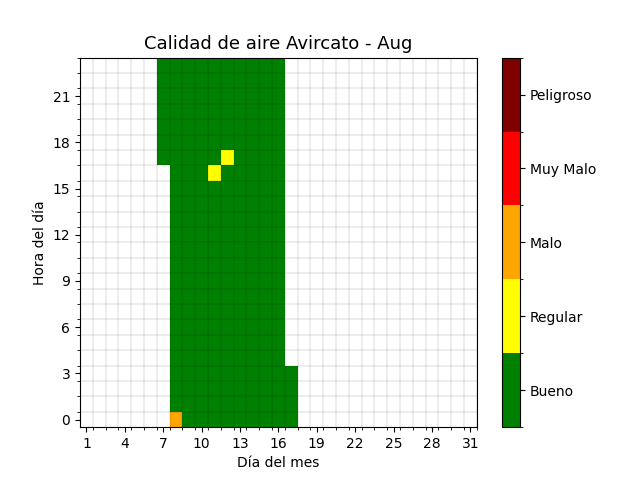 Calidad de aire Avircato - Aug
21
18
15
12
9
6
3
0
Hora del día
1 4 7 10 13 16 19 22 25 28 31
Día del mes
Peligroso
Muy Malo
Malo
Regular
Bueno